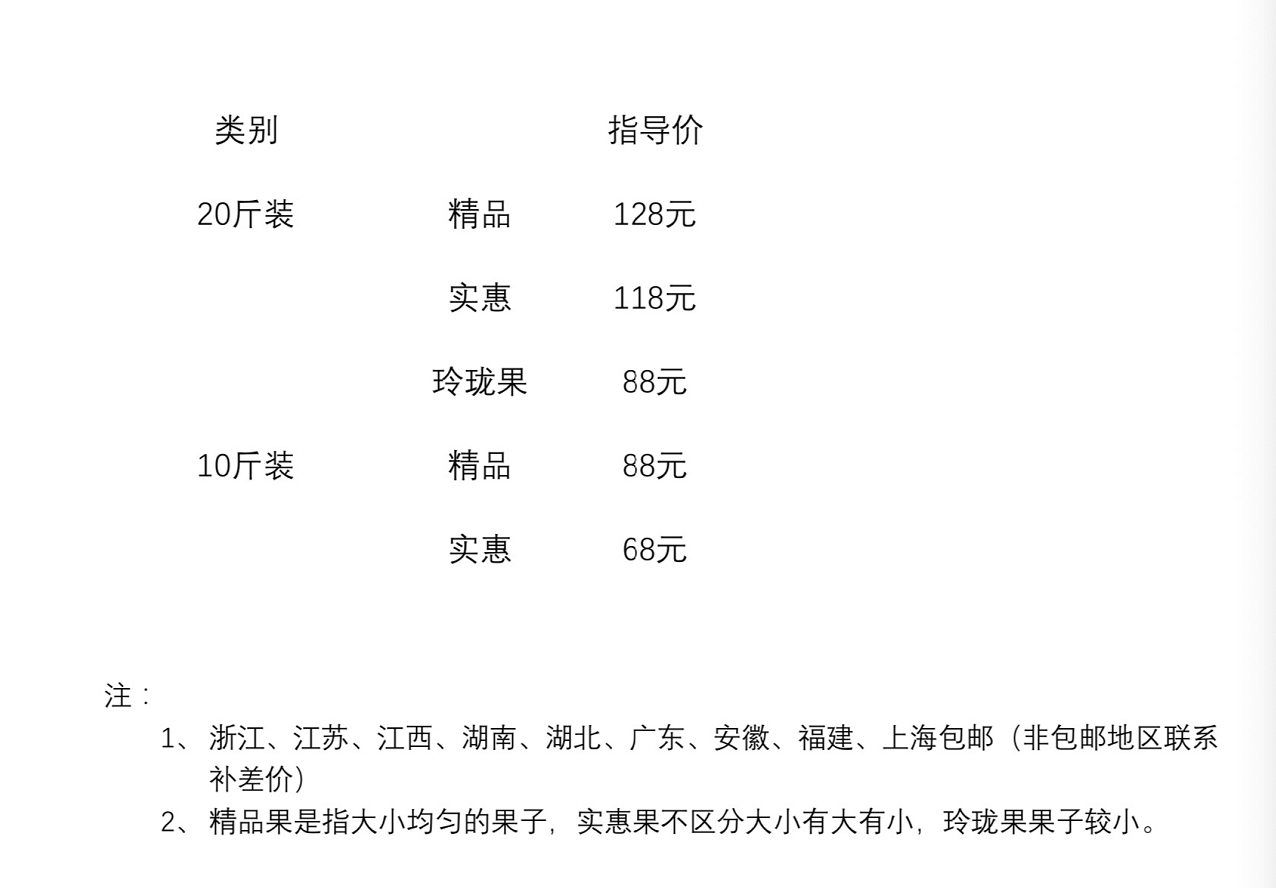 类别 指导价
20斤装 精品 128元
实惠 118元
玲珑果 88元
10斤装 精品 88元
实惠 68元
注：
1、 浙江、江苏、江西、湖南、湖北、广东、安徽、福建、上海包邮（非包邮地区联系
补差价）
2、 精品果是指大小均匀的果子，实惠果不区分大小有大有小，玲珑果果子较小。